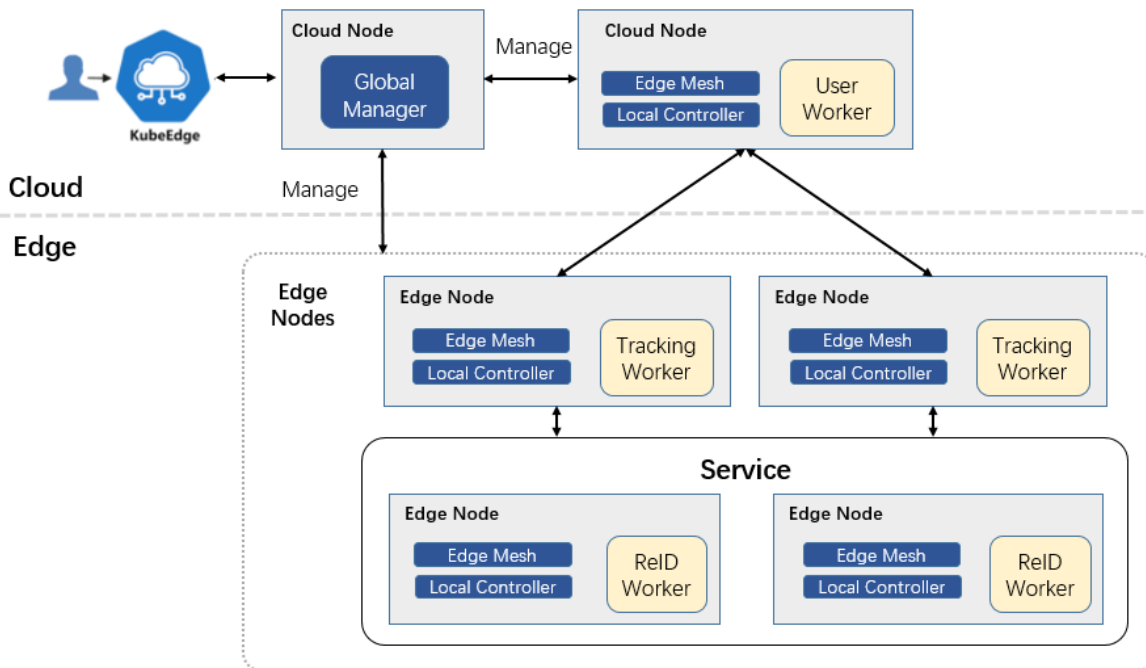 Cloud Node
Global
Manager
Manage
Cloud Node
Edge Mesh
Local Controller
User
Worker
KubeEdge
Manage
Cloud
Edge
Edge
Nodes
Edge Node
Edge Mesh
Local Controller
Tracking
Worker
Edge Node
Edge Mesh
Local Controller
Tracking
Worker
Service
Edge Node
Edge Mesh
Local Controller
ReID
Worker
Edge Node
Edge Mesh
Local Controller
ReID
Worker